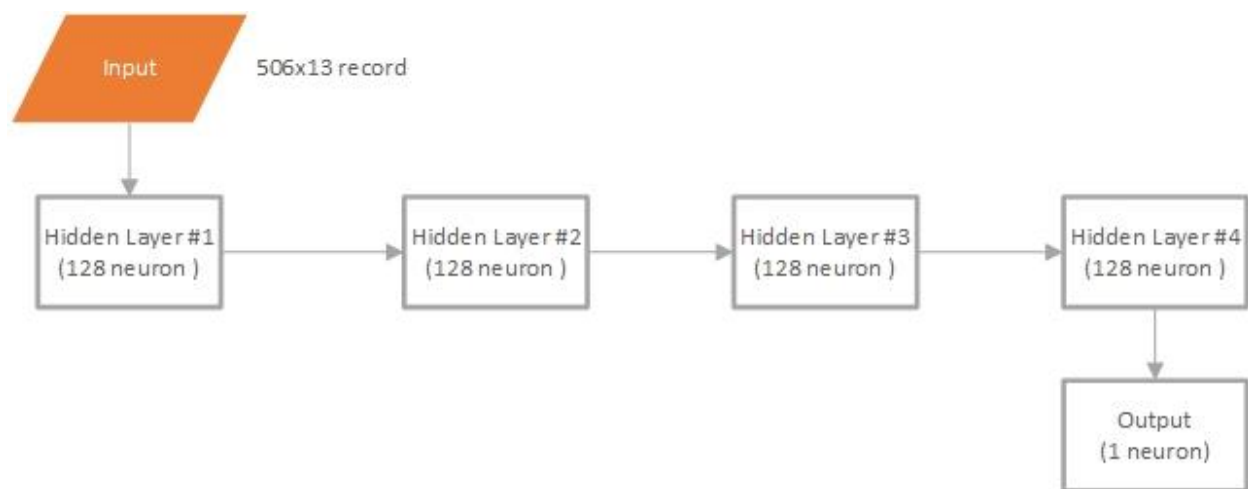 Input
506x13 record
Hidden Layer #1
(128 neuron )
Hidden Layer #2
(128 neuron )
Hidden Layer #3
(128 neuron )
Hidden Layer #4
(128 neuron )
Output
(1 neuron)